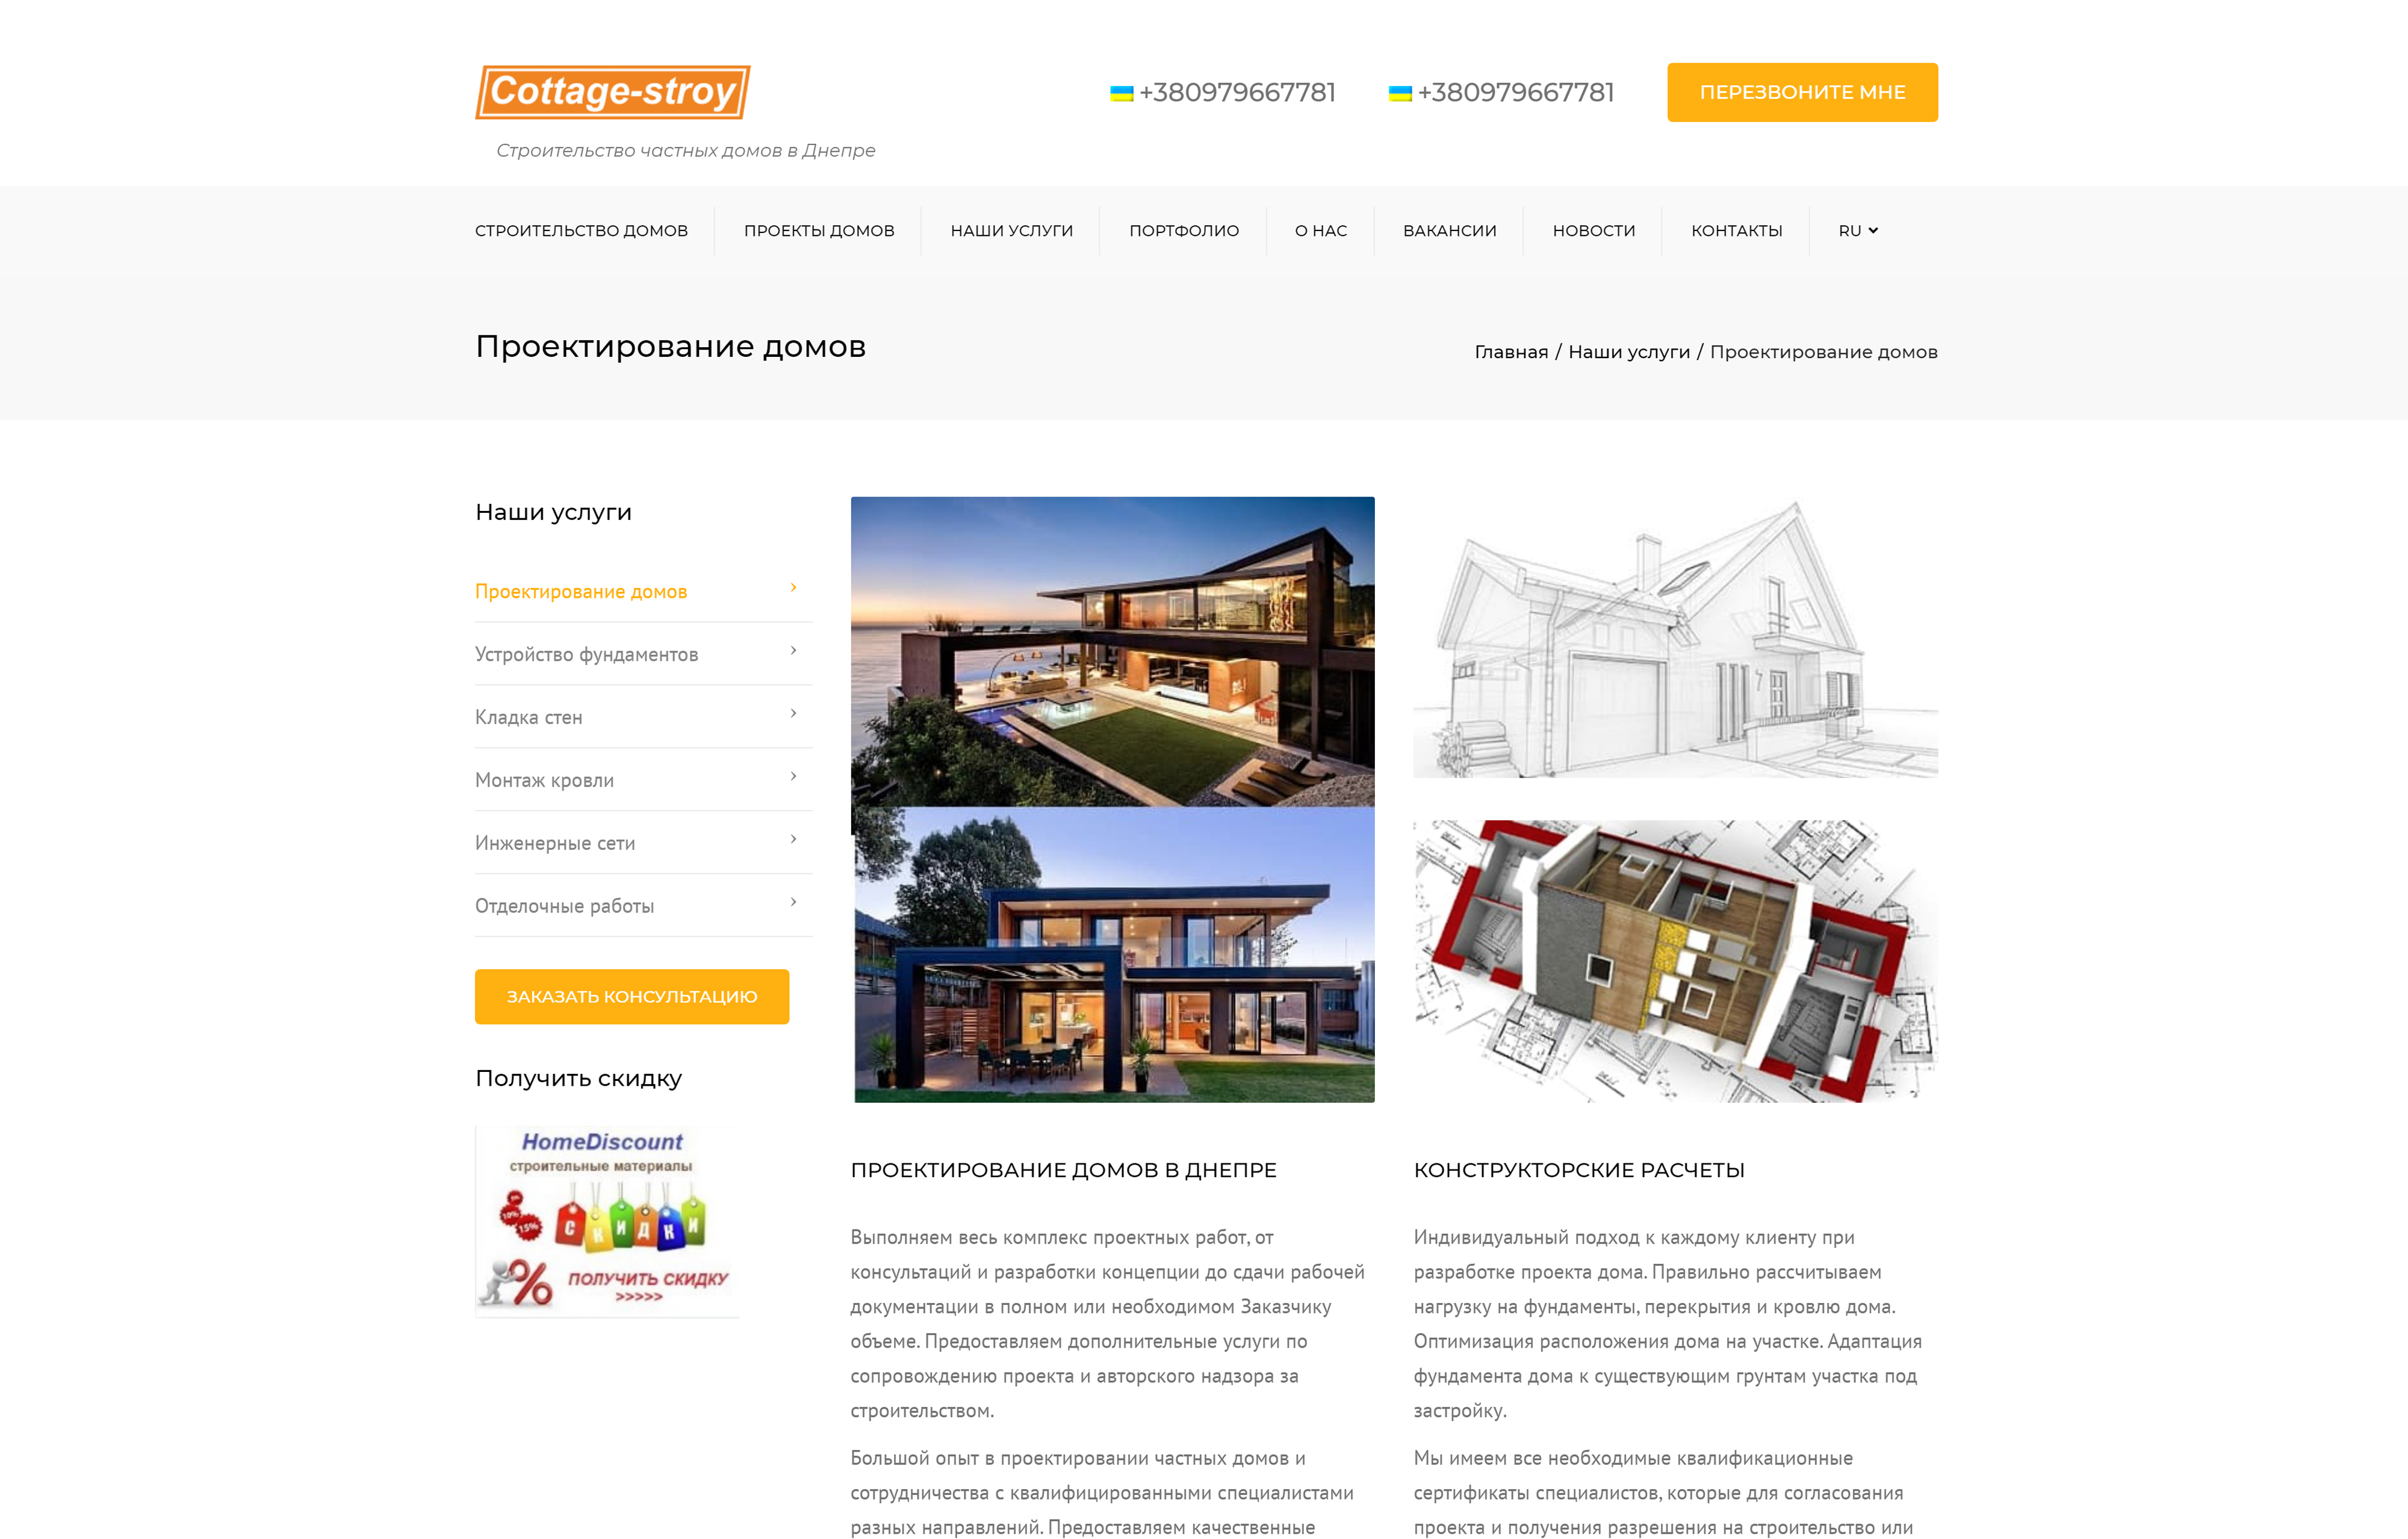 Cottage-stroy
Строительство частных домов в Днепре
+380979667781
+380979667781
ПЕРЕЗВОНИТЕ МНЕ
СТРОИТЕЛЬСТВО ДОМОВ
ПРОЕКТЫ ДОМОВ
НАШИ УСЛУГИ
ПОРТФОЛИО
О НАС
ВАКАНСИИ
НОВОСТИ
КОНТАКТЫ
RU
Проектирование домов
Главная / Наши услуги / Проектирование домов
Наши услуги
Проектирование домов
Устройство фундаментов
Кладка стен
Монтаж кровли
Инженерные сети
Отделочные работы
ЗАКАЗАТЬ КОНСУЛЬТАЦИЮ
Получить скидку
HomeDiscount
строительные материалы
5%
10%
15%
СКИДКИ
%
ПОЛУЧИТЬ СКИДКУ
>>>>>
ПРОЕКТИРОВАНИЕ ДОМОВ В ДНЕПРЕ
Выполняем весь комплекс проектных работ, от
консультаций и разработки концепции до сдачи рабочей
документации в полном или необходимом Заказчику
объеме. Предоставляем дополнительные услуги по
сопровождению проекта и авторского надзора за
строительством.
Большой опыт в проектировании частных домов и
сотрудничества с квалифицированными специалистами
разных направлений. Предоставляем качественные
КОНСТРУКТОРСКИЕ РАСЧЕТЫ
Индивидуальный подход к каждому клиенту при
разработке проекта дома. Правильно рассчитываем
нагрузку на фундаменты, перекрытия и кровлю дома.
Оптимизация расположения дома на участке. Адаптация
фундамента дома к существующим грунтам участка под
застройку.
Мы имеем все необходимые квалификационные
сертификаты специалистов, которые для согласования
проекта и получения разрешения на строительство или